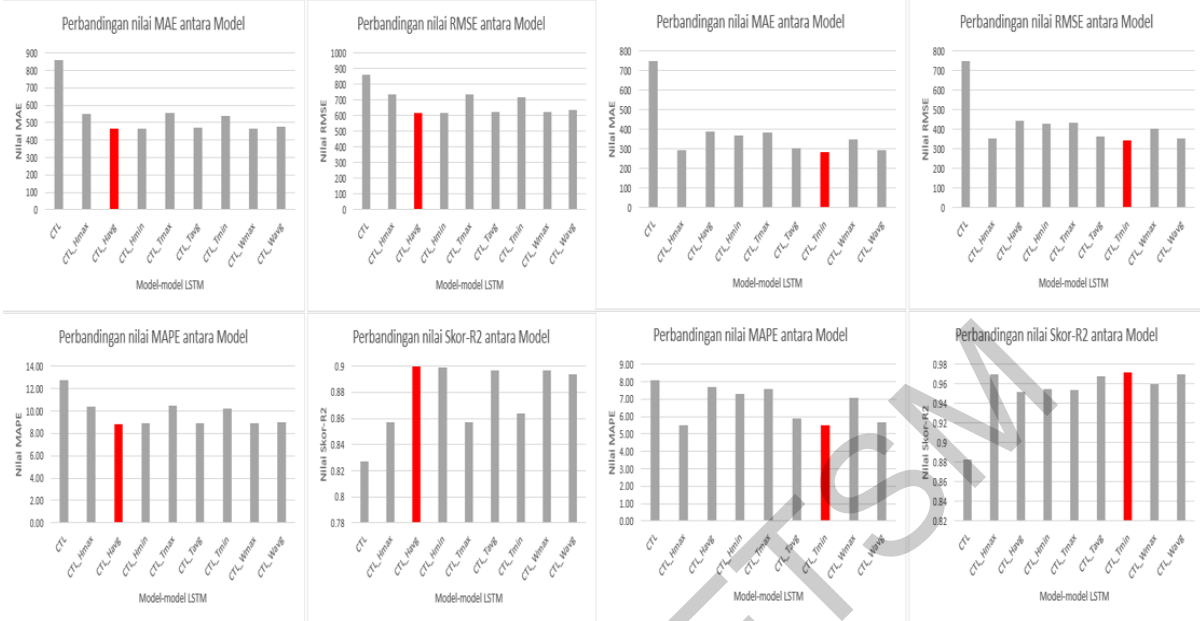 Perbandingan nilai MAE antara Model
900
800
700
600
500
400
300
200
100
0
Nilai MAE
CTL
CTL_Hmax
CTL_Havg
CTL_Hmin
CTL_Tmax
CTL_Tavg
CTL_Tmin
CTL_Wmax
CTL_Wavg
Model-model LSTM
Perbandingan nilai RMSE antara Model
1000
900
800
700
600
500
400
300
200
100
0
Nilai RMSE
CTL
CTL_Hmax
CTL_Havg
CTL_Hmin
CTL_Tmax
CTL_Tavg
CTL_Tmin
CTL_Wmax
CTL_Wavg
Model-model LSTM
Perbandingan nilai MAE antara Model
800
700
600
500
400
300
200
100
0
Nilai MAE
CTL
CTL_Hmax
CTL_Havg
CTL_Hmin
CTL_Tmax
CTL_Tavg
CTL_Tmin
CTL_Wmax
CTL_Wavg
Model-model LSTM
Perbandingan nilai RMSE antara Model
800
700
600
500
400
300
200
100
0
Nilai RMSE
CTL
CTL_Hmax
CTL_Havg
CTL_Hmin
CTL_Tmax
CTL_Tavg
CTL_Tmin
CTL_Wmax
CTL_Wavg
Model-model LSTM
Perbandingan nilai MAPE antara Model
14.00
12.00
10.00
8.00
6.00
4.00
2.00
0.00
Nilai MAPE
CTL
CTL_Hmax
CTL_Havg
CTL_Hmin
CTL_Tmax
CTL_Tavg
CTL_Tmin
CTL_Wmax
CTL_Wavg
Model-model LSTM
Perbandingan nilai Skor-R2 antara Model
0.9
0.88
0.86
0.84
0.82
0.8
0.78
Nilai Skor-R2
CTL
CTL_Hmax
CTL_Havg
CTL_Hmin
CTL_Tmax
CTL_Tavg
CTL_Tmin
CTL_Wmax
CTL_Wavg
Model-model LSTM
Perbandingan nilai MAPE antara Model
9.00
8.00
7.00
6.00
5.00
4.00
3.00
2.00
1.00
0.00
Nilai MAPE
CTL
CTL_Hmax
CTL_Havg
CTL_Hmin
CTL_Tmax
CTL_Tavg
CTL_Tmin
CTL_Wmax
CTL_Wavg
Model-model LSTM
Perbandingan nilai Skor-R2 antara Model
0.98
0.96
0.94
0.92
0.9
0.88
0.86
0.84
0.82
Nilai Skor-R2
CTL
CTL_Hmax
CTL_Havg
CTL_Hmin
CTL_Tmax
CTL_Tavg
CTL_Tmin
CTL_Wmax
CTL_Wavg
Model-model LSTM
TSM